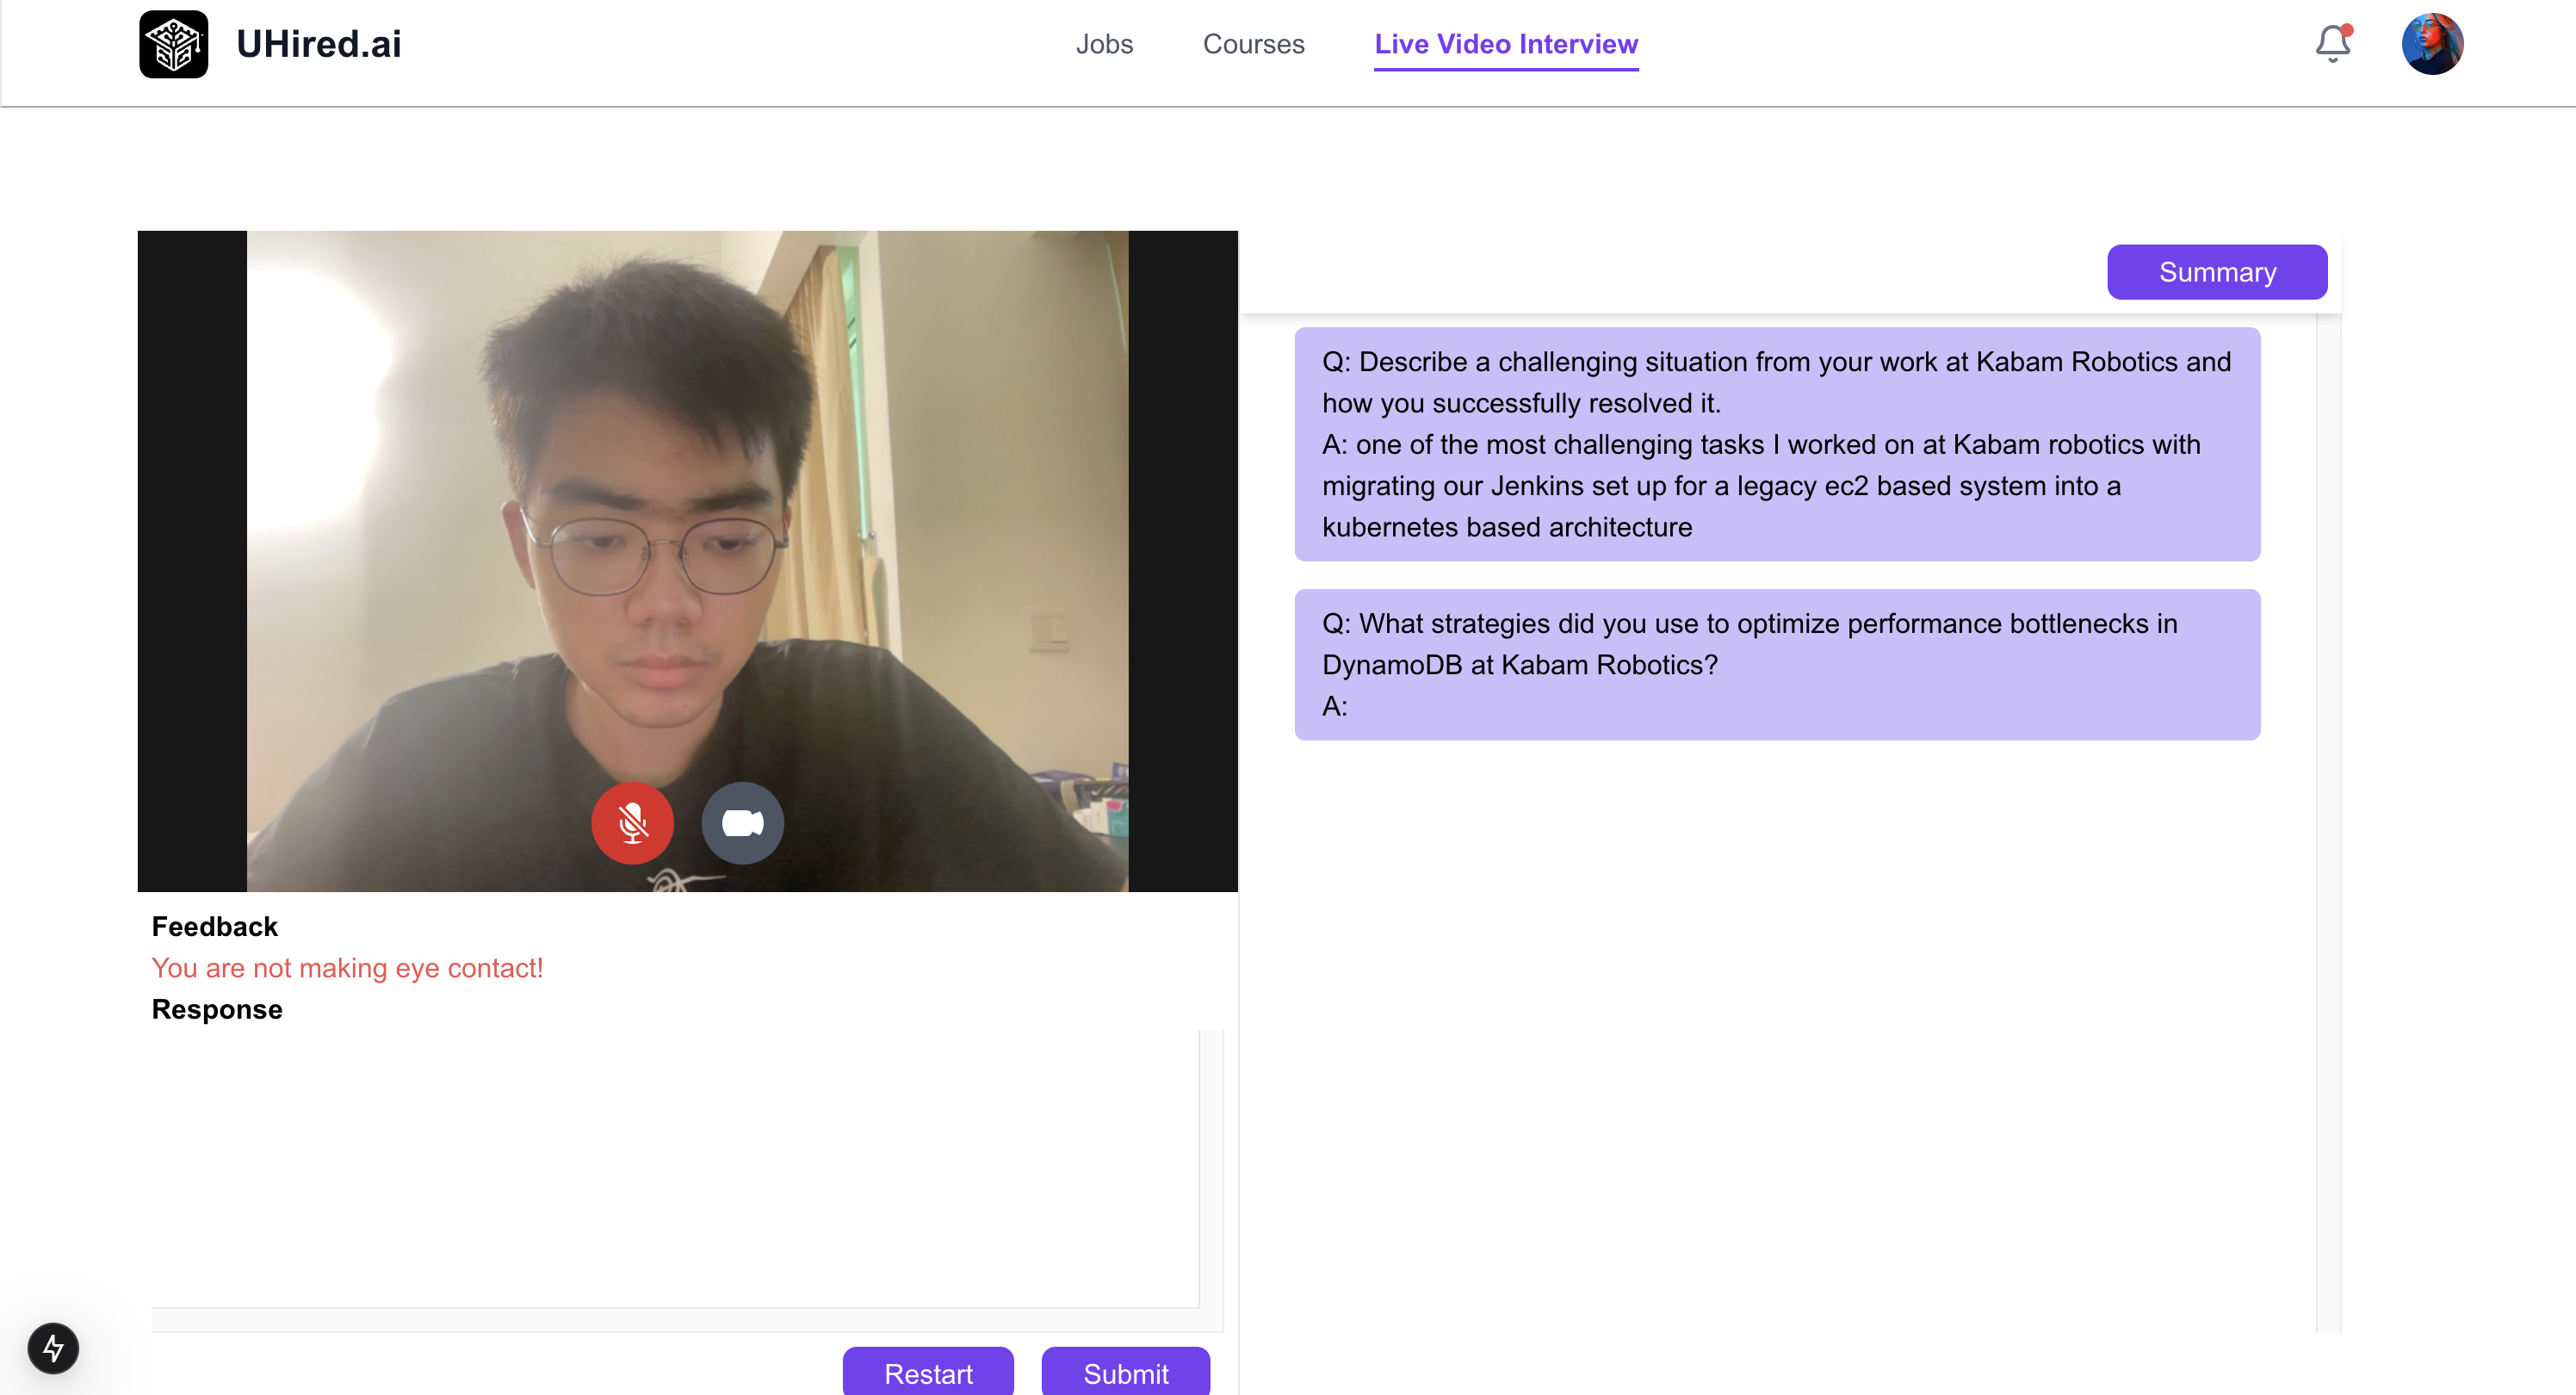 UHired.ai
Jobs
Courses
Live Video Interview
Summary
Q: Describe a challenging situation from your work at Kabam Robotics and
how you successfully resolved it.
A: one of the most challenging tasks I worked on at Kabam robotics with
migrating our Jenkins set up for a legacy ec2 based system into a
kubernetes based architecture
Q: What strategies did you use to optimize performance bottlenecks in
DynamoDB at Kabam Robotics?
A:
Feedback
You are not making eye contact!
Response
Restart
Submit